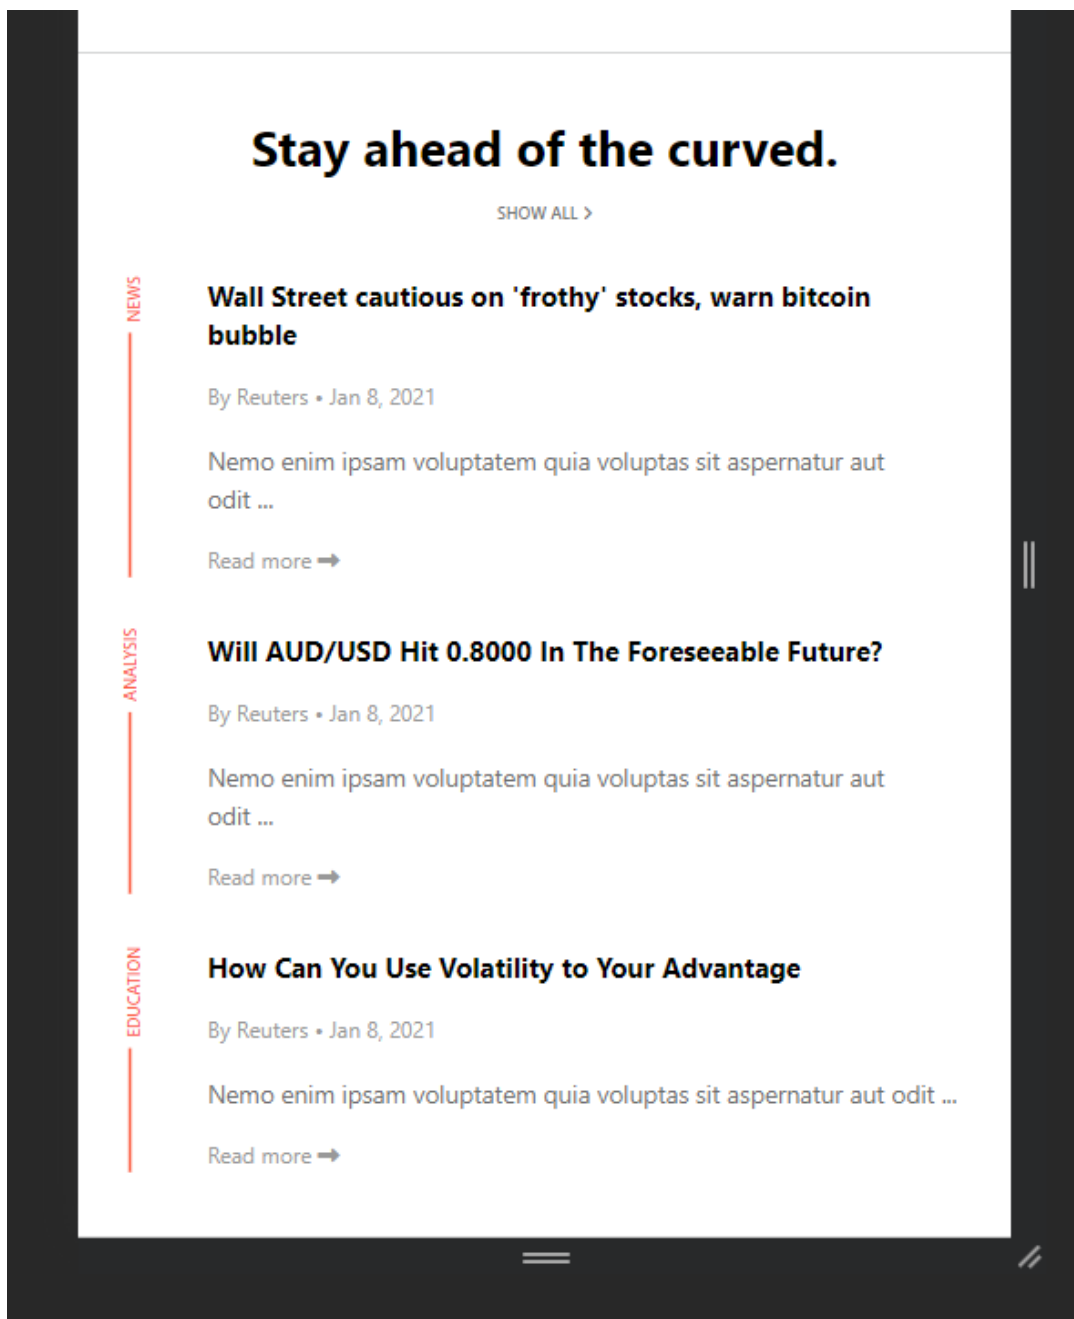 Stay ahead of the curved.
SHOW ALL >
NEWS
Wall Street cautious on 'frothy' stocks, warn bitcoin
bubble
By Reuters • Jan 8, 2021
Nemo enim ipsam voluptatem quia voluptas sit aspernatur aut
odit ...
Read more
ANALYSIS
Will AUD/USD Hit 0.8000 In The Foreseeable Future?
By Reuters • Jan 8, 2021
Nemo enim ipsam voluptatem quia voluptas sit aspernatur aut
odit ...
Read more
EDUCATION
How Can You Use Volatility to Your Advantage
By Reuters • Jan 8, 2021
Nemo enim ipsam voluptatem quia voluptas sit aspernatur aut odit ...
Read more